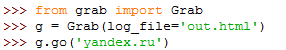 >>> from grab import Grab
>>> g = Grab(log_file='out.html')
>>> g.go('yandex.ru')